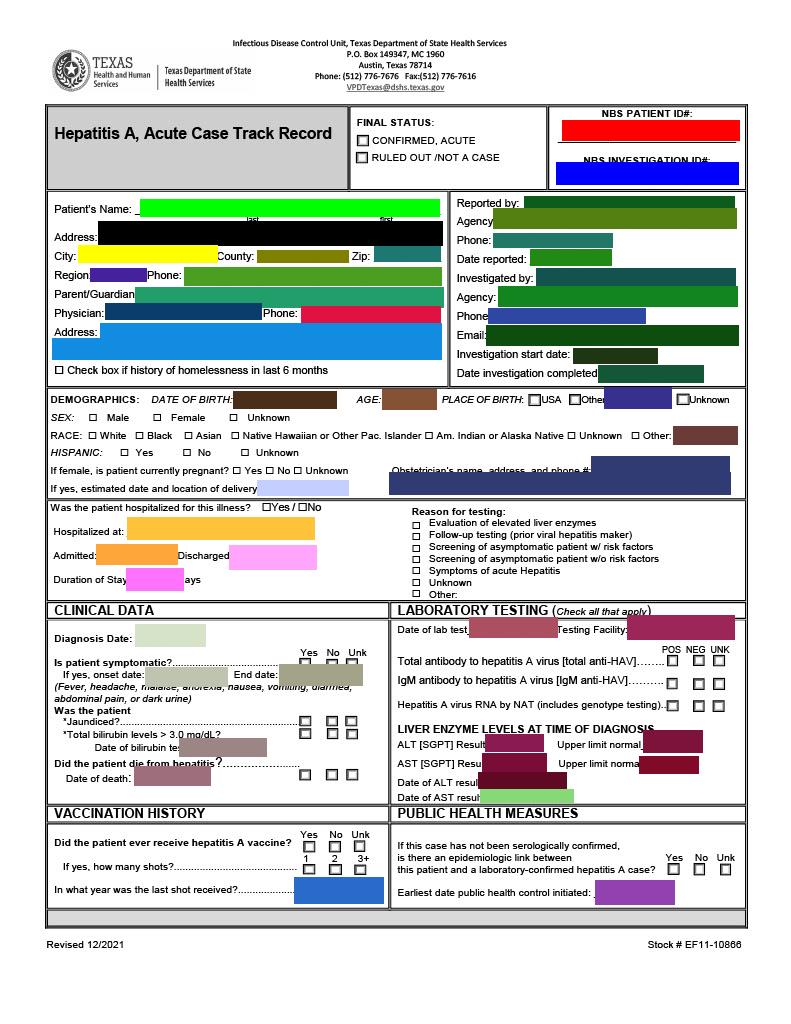 Infectious Disease Control Unit, Texas Department of State Health Services
P.O. Box 149347, MC 1960
Austin, Texas 78714
Phone: (512) 776-7676 Fax:(512) 776-7616
VPDTexas@dshs.texas.gov
TEXAS
Health and Human
Services
Texas Department of State
Health Services
Hepatitis A, Acute Case Track Record
FINAL STATUS:
CONFIRMED, ACUTE
RULED OUT /NOT A CASE
NBS PATIENT ID#:
NBS INVESTIGATION ID#:
Patient's Name:
last first
Address:
City: County: Zip:
Region: Phone:
Parent/Guardian
Physician: Phone:
Address:
Check box if history of homelessness in last 6 months
Reported by:
Agency
Phone:
Date reported:
Investigated by:
Agency:
Phone
Email:
Investigation start date:
Date investigation completed
DEMOGRAPHICS: DATE OF BIRTH: AGE: PLACE OF BIRTH: USA Other Unknown
SEX: Male Female Unknown
RACE: White Black Asian Native Hawaiian or Other Pac. Islander Am. Indian or Alaska Native Unknown Other:
HISPANIC: Yes No Unknown
If female, is patient currently pregnant? Yes No Unknown Obstetrician's name, address, and phone #:
If yes, estimated date and location of delivery
Was the patient hospitalized for this illness? Yes / No
Hospitalized at:
Admitted: Discharged
Duration of Stay ays
Reason for testing:
Evaluation of elevated liver enzymes
Follow-up testing (prior viral hepatitis maker)
Screening of asymptomatic patient w/ risk factors
Screening of asymptomatic patient w/o risk factors
Symptoms of acute Hepatitis
Unknown
Other:
CLINICAL DATA
Diagnosis Date:
Yes No Unk
Is patient symptomatic?
If yes, onset date: End date:
(Fever, headache, malaise, anorexia, nausea, vomiting, diarrhea,
abdominal pain, or dark urine)
Was the patient
*Jaundiced?
*Total bilirubin levels > 3.0 mg/dL?
Date of bilirubin tes
Did the patient die from hepatitis?
Date of death:
LABORATORY TESTING (Check all that apply)
Date of lab test Testing Facility:
POS NEG UNK
Total antibody to hepatitis A virus [total anti-HAV]
IgM antibody to hepatitis A virus [IgM anti-HAV]
Hepatitis A virus RNA by NAT (includes genotype testing)
LIVER ENZYME LEVELS AT TIME OF DIAGNOSIS
ALT [SGPT] Result Upper limit normal
AST [SGPT] Resu Upper limit norma
Date of ALT resul
Date of AST resul
VACCINATION HISTORY
Yes No Unk
Did the patient ever receive hepatitis A vaccine?
1 2 3+
If yes, how many shots?
In what year was the last shot received?
PUBLIC HEALTH MEASURES
If this case has not been serologically confirmed,
is there an epidemiologic link between
this patient and a laboratory-confirmed hepatitis A case?
Yes No Unk
Earliest date public health control initiated:
Revised 12/2021
Stock # EF11-10866